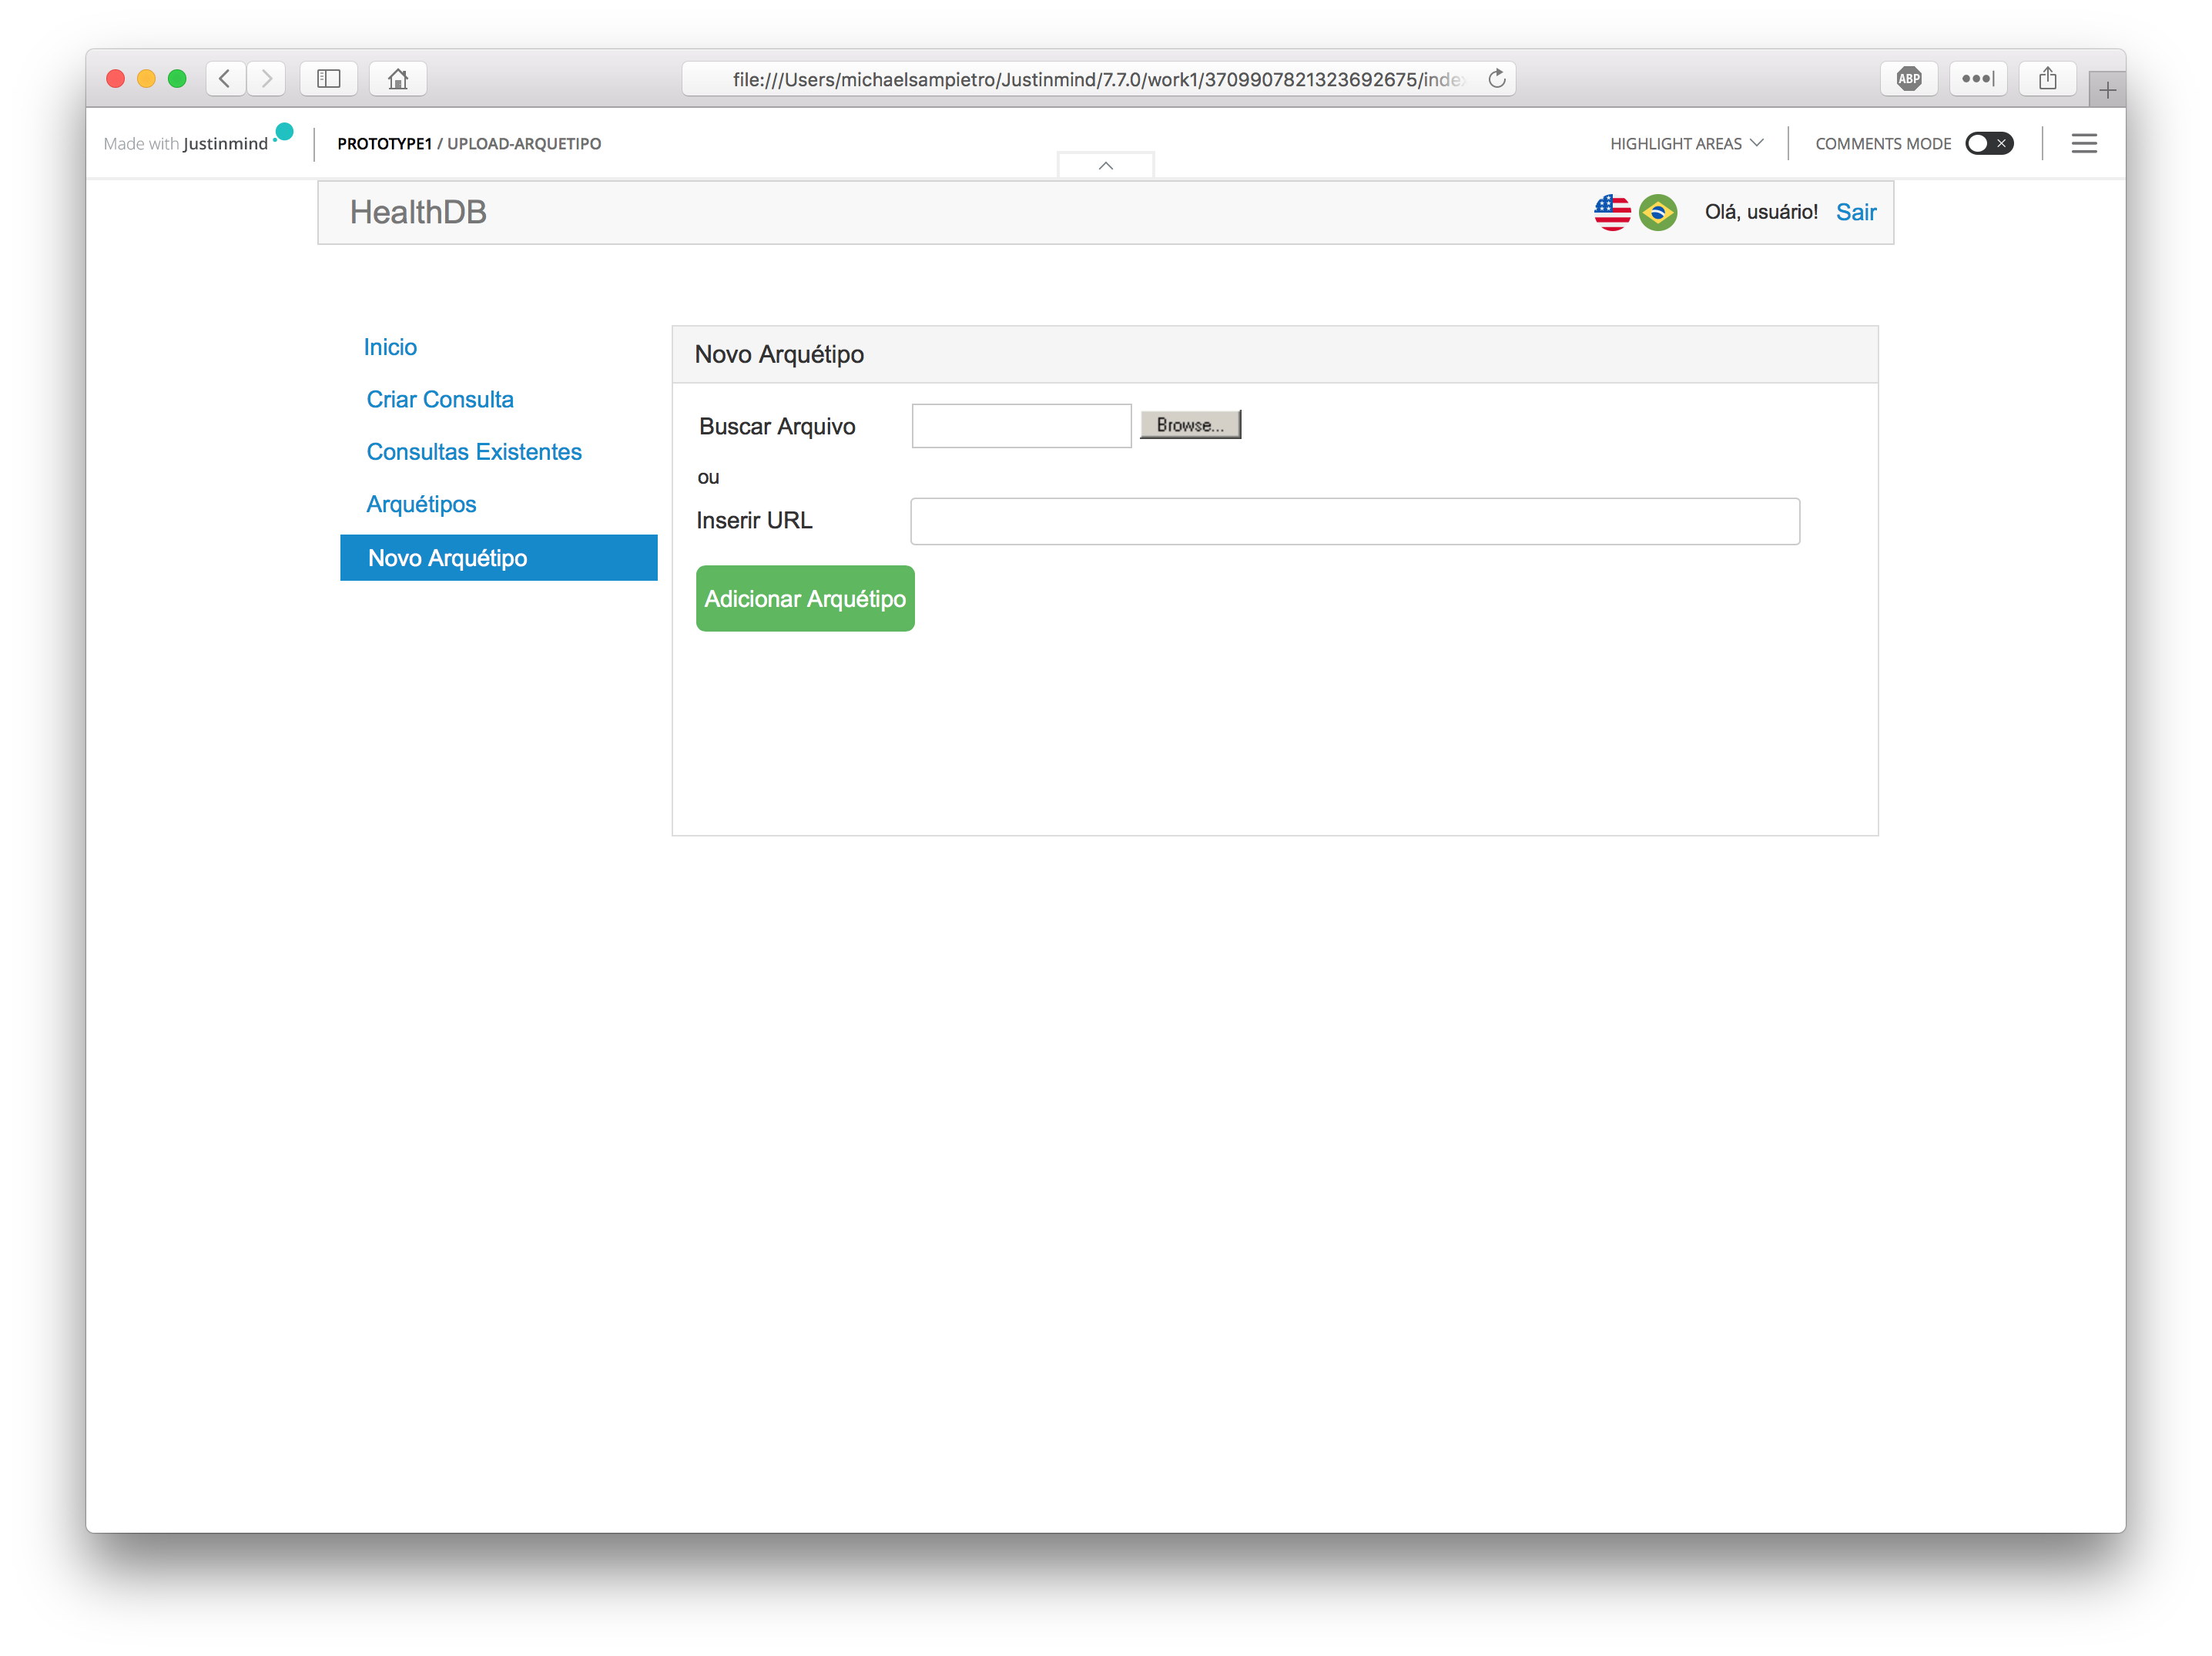 file:///Users/michaelsampietro/Justinmind/7.7.0/work1/3709907821323692675/index
ABP
Made with Justinmind
PROTOTYPE1 / UPLOAD-ARQUETIPO
HIGHLIGHT AREAS
COMMENTS MODE
HealthDB
Olá, usuário! Sair
Inicio
Criar Consulta
Consultas Existentes
Arquétipos
Novo Arquétipo
Novo Arquétipo
Buscar Arquivo
Browse...
ou
Inserir URL
Adicionar Arquétipo